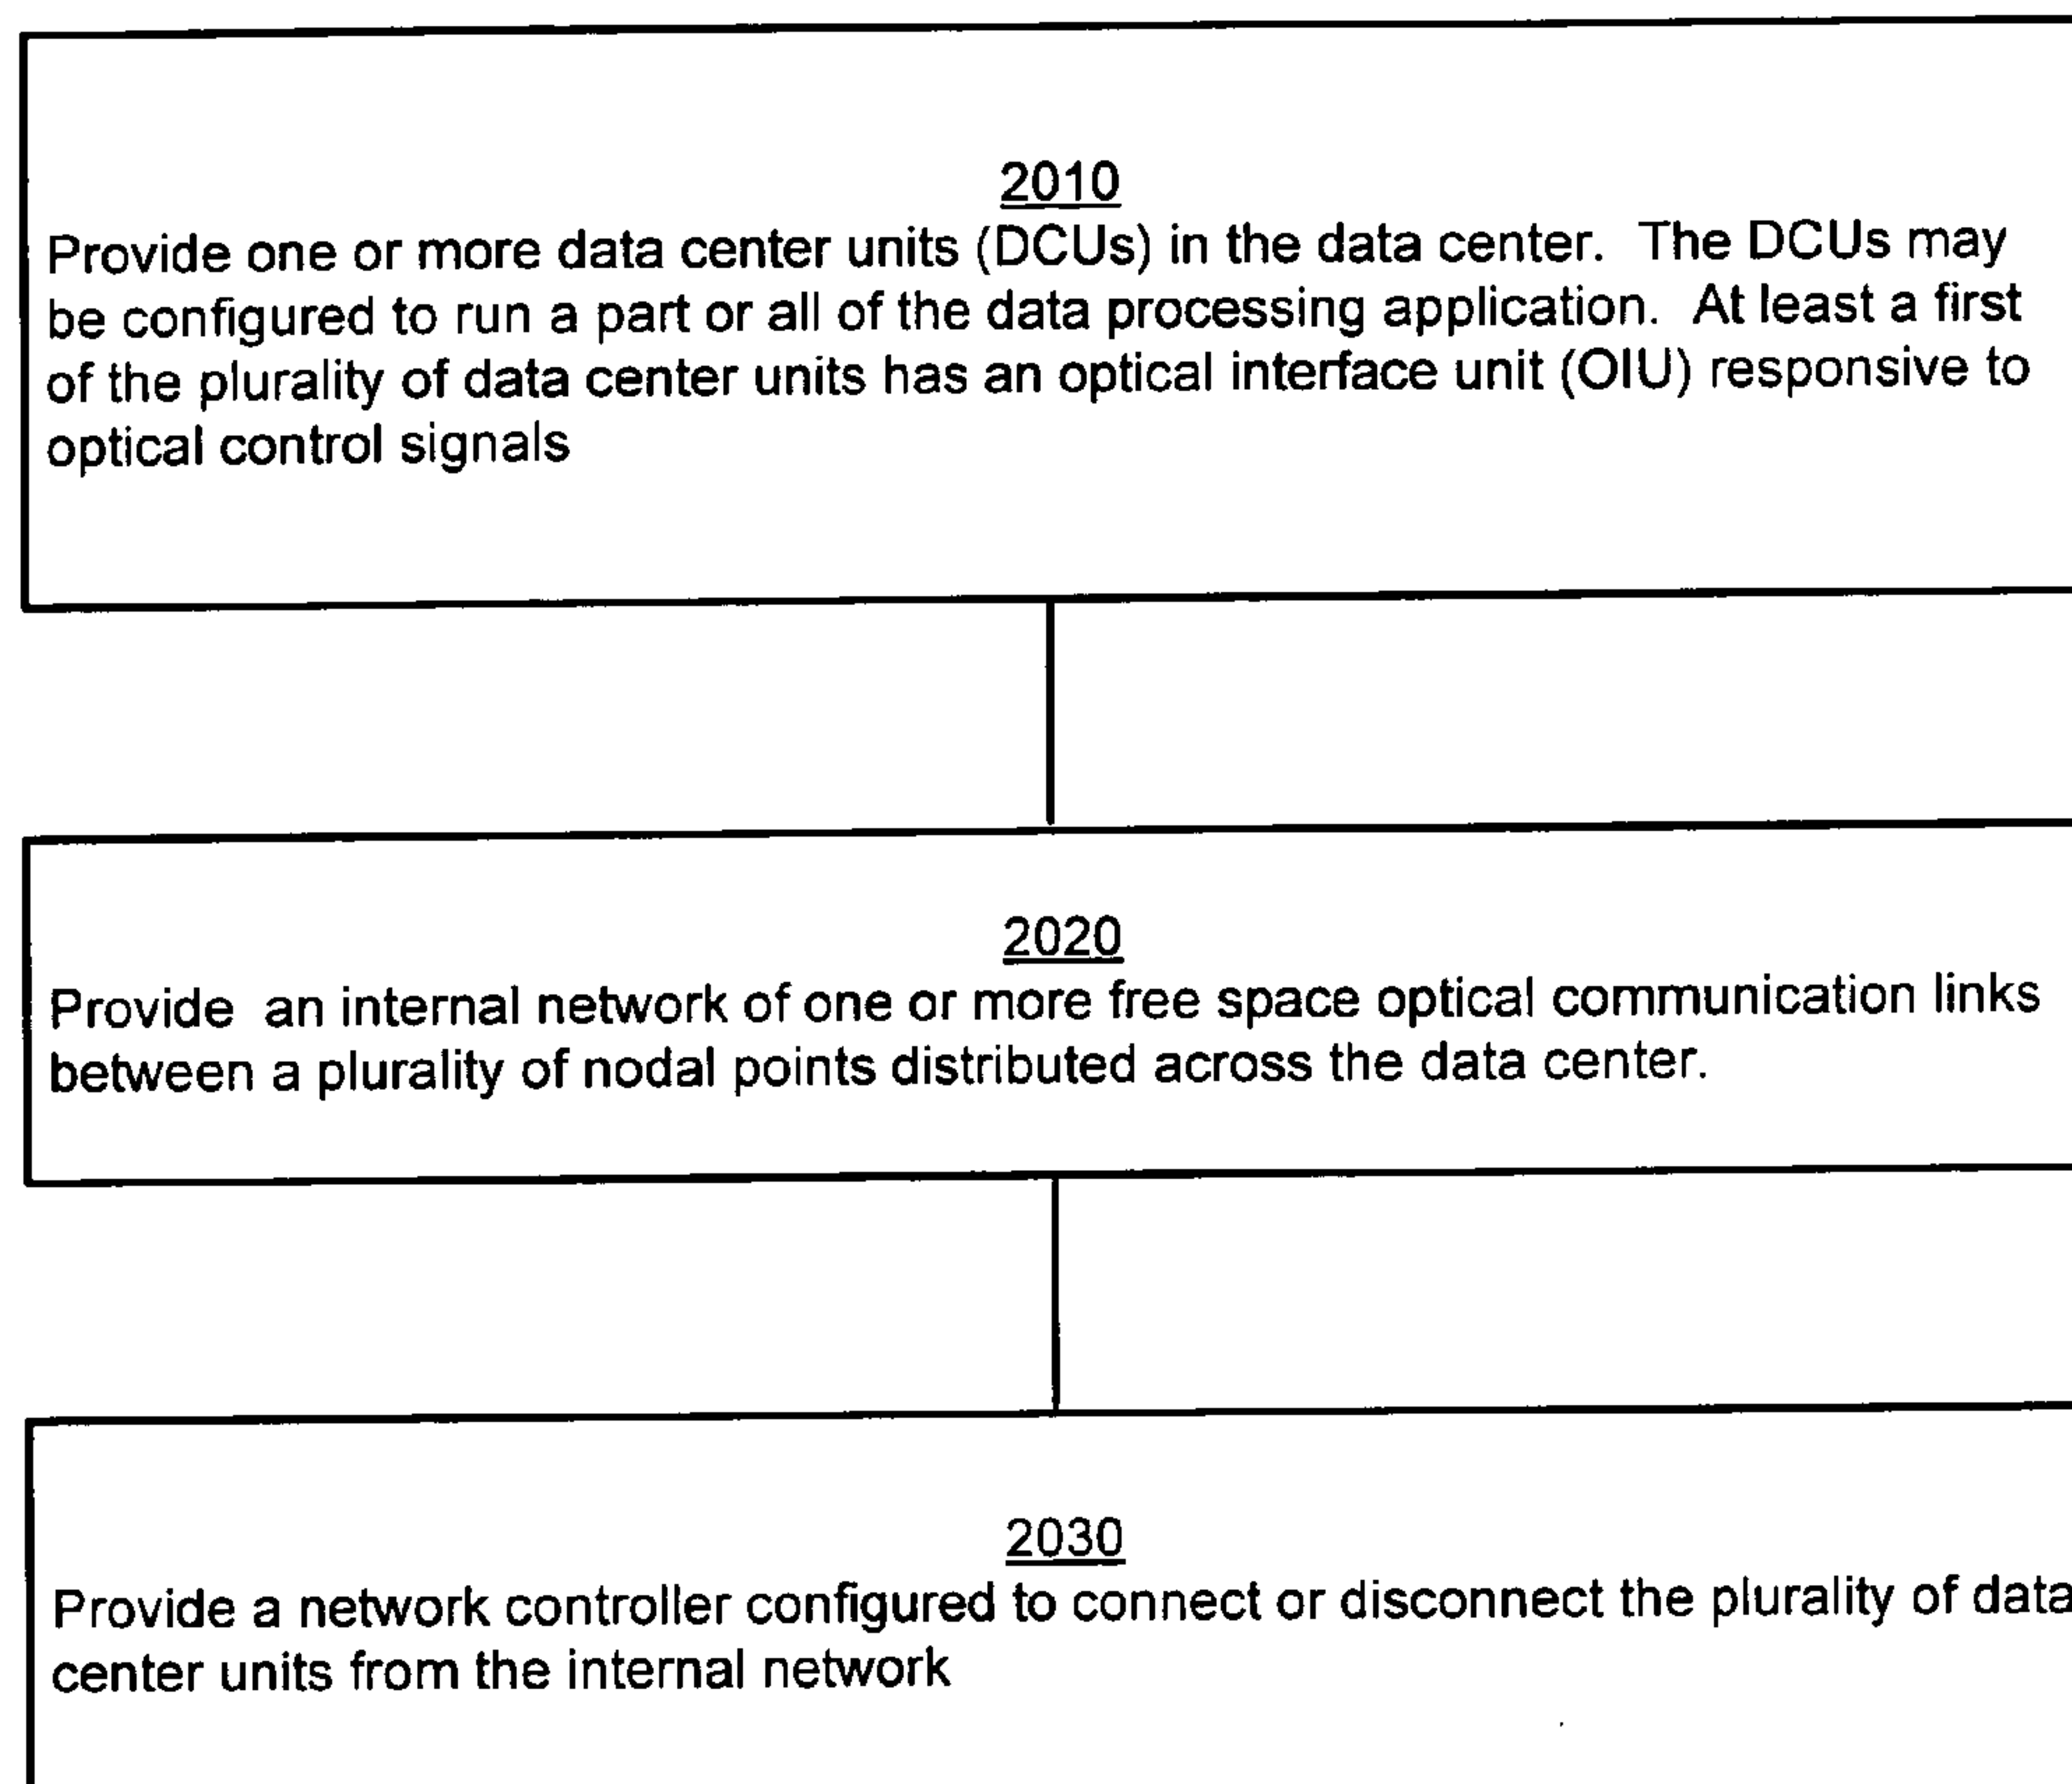 2010
Provide one or more data center units (DCUs) in the data center. The DCUs may
be configured to run a part or all of the data processing application. At least a first
of the plurality of data center units has an optical interface unit (OIU) responsive to
optical control signals
2020
Provide an internal network of one or more free space optical communication links
between a plurality of nodal points distributed across the data center.
2030
Provide a network controller configured to connect or disconnect the plurality of data
center units from the internal network